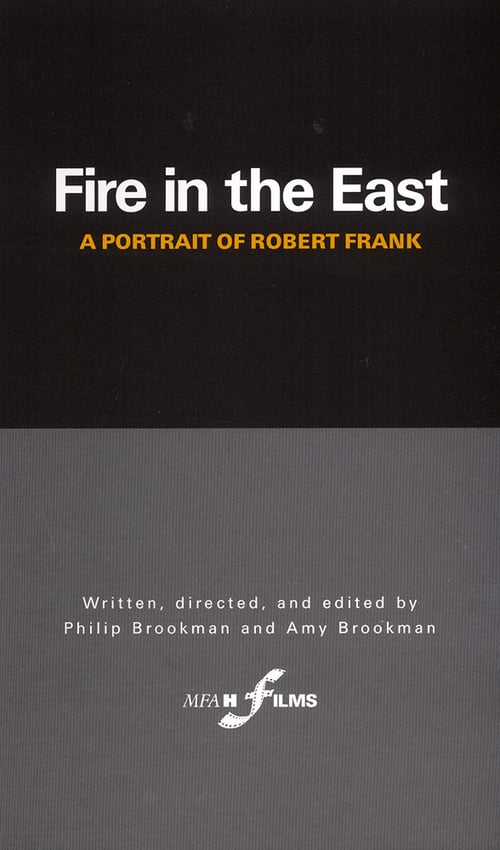 Fire in the East
A PORTRAIT OF ROBERT FRANK
Written, directed, and edited by
Philip Brookman and Amy Brookman
MFA H FILMS